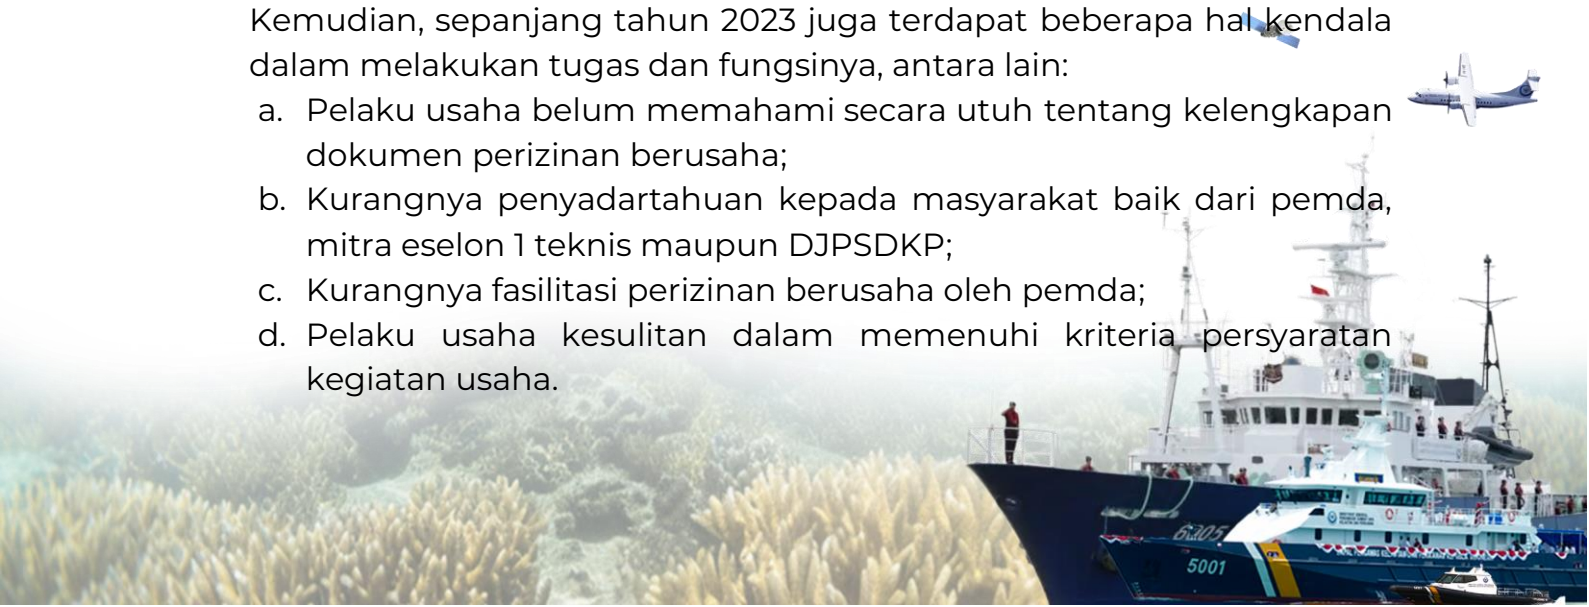 Kemudian, sepanjang tahun 2023 juga terdapat beberapa hal kendala
dalam melakukan tugas dan fungsinya, antara lain:
a. Pelaku usaha belum memahami secara utuh tentang kelengkapan
dokumen perizinan berusaha;
b. Kurangnya penyadartahuan kepada masyarakat baik dari pemda,
mitra eselon 1 teknis maupun DJPSDKP;
c. Kurangnya fasilitasi perizinan berusaha oleh pemda;
d. Pelaku usaha kesulitan dalam memenuhi kriteria persyaratan
kegiatan usaha.
6305
5001